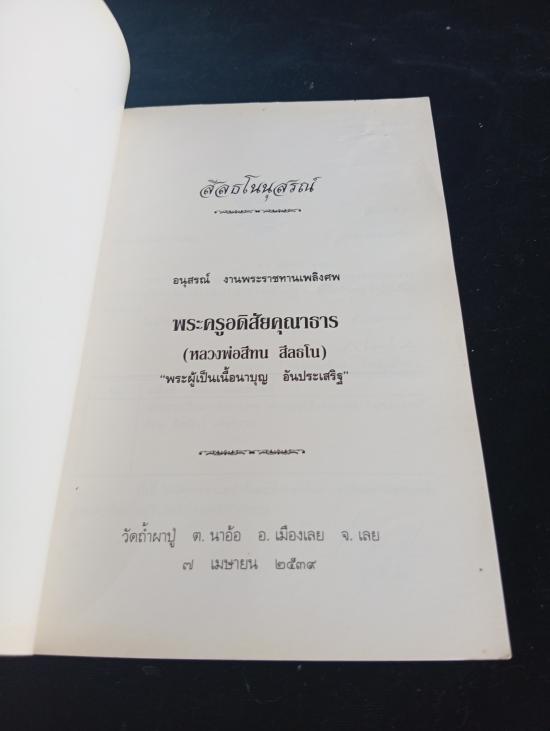 สีลธโนนุสรณ์
อนุสรณ์ งานพระราชทานเพลิงศพ
พระครูอดิสัยคุณาธาร
(หลวงพ่อสีทน สีลธโน)
“พระผู้เป็นเนื้อนาบุญ อันประเสริฐ”
วัดถ้ำผาปู่ ต. นาอ้อ อ. เมืองเลย จ. เลย
๗ เมษายน ๒๕๓๙